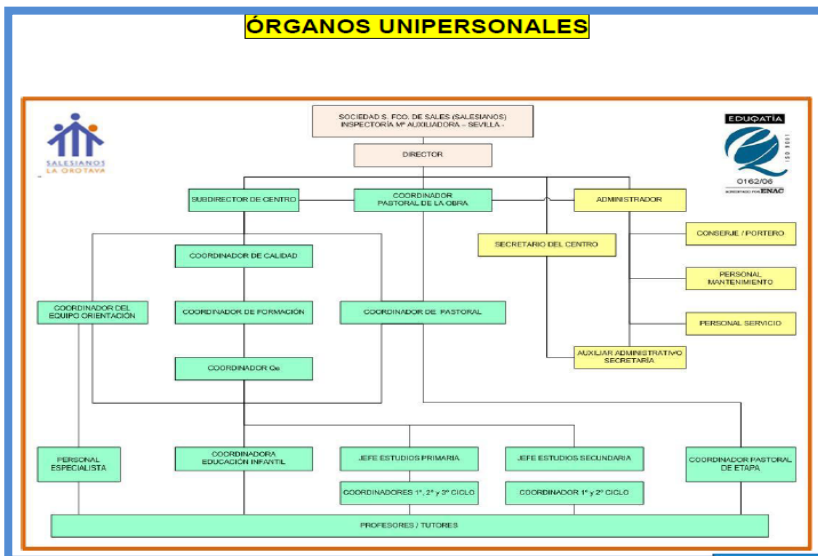 ÓRGANOS UNIPERSONALES
SOCIEDAD S. FCO. DE SALES (SALESIANOS)
INSPECTORÍA Mª AUXILIADORA – SEVILLA -
SALESIANOS
LA OROTAVA
EDUQATÍA
ISO 9001
0162/06
ENAC
DIRECTOR
SUBDIRECTOR DE CENTRO
COORDINADOR
PASTORAL DE LA OBRA
ADMINISTRADOR
SECRETARIO DEL CENTRO
CONSERJE / PORTERO
COORDINADOR DE CALIDAD
PERSONAL
MANTENIMIENTO
COORDINADOR DEL
EQUIPO ORIENTACIÓN
COORDINADOR DE FORMACIÓN
COORDINADOR DE PASTORAL
PERSONAL SERVICIO
AUXILIAR ADMINISTRATIVO
SECRETARÍA
COORDINADOR Qe
PERSONAL
ESPECIALISTA
COORDINADORA
EDUCACIÓN INFANTIL
JEFE ESTUDIOS PRIMARIA
JEFE ESTUDIOS SECUNDARIA
COORDINADOR PASTORAL
DE ETAPA
COORDINADORES 1º, 2º y 3º CICLO
COORDINADOR 1º y 2º CICLO
PROFESORES / TUTORES